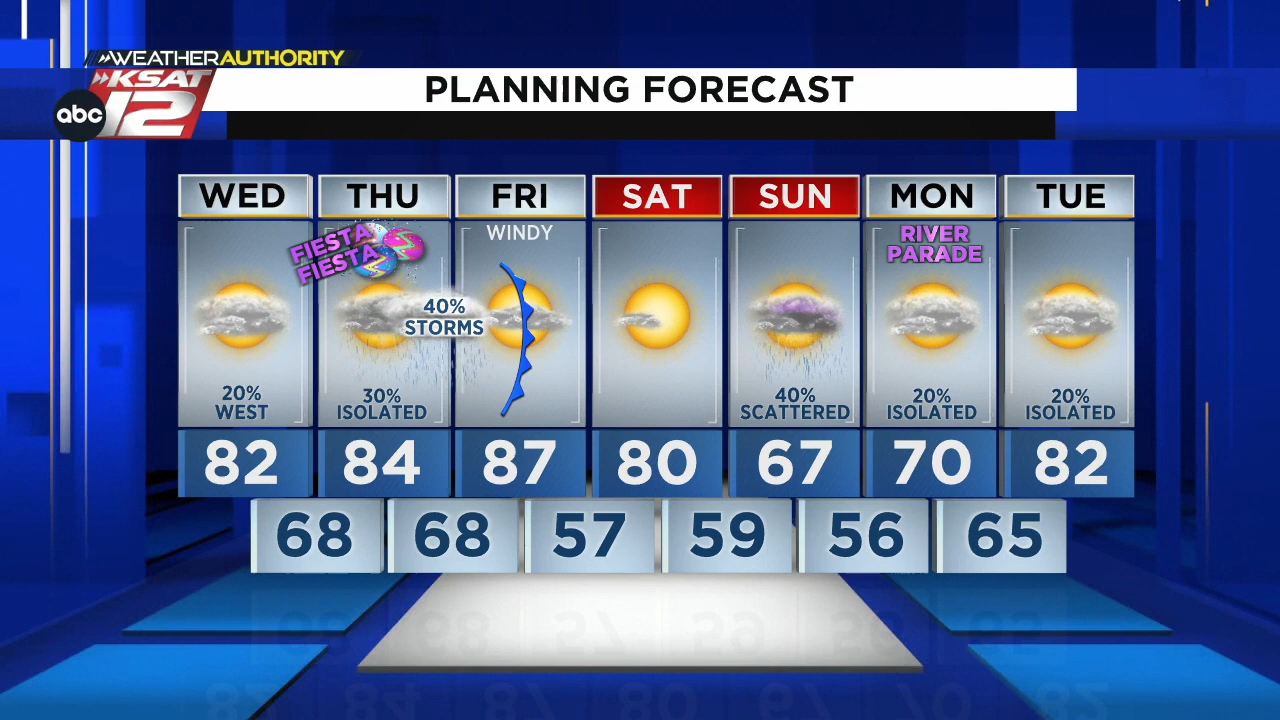 WEATHERAUTHORITY
KSAT
abc 12
PLANNING FORECAST
WED THU FRI SAT SUN MON TUE
FIESTA
FIESTA
WINDY
RIVER
PARADE
40%
STORMS
20%
WEST
30%
ISOLATED
40%
SCATTERED
20%
ISOLATED
20%
ISOLATED
82 84 87 80 67 70 82
68 68 57 59 56 65